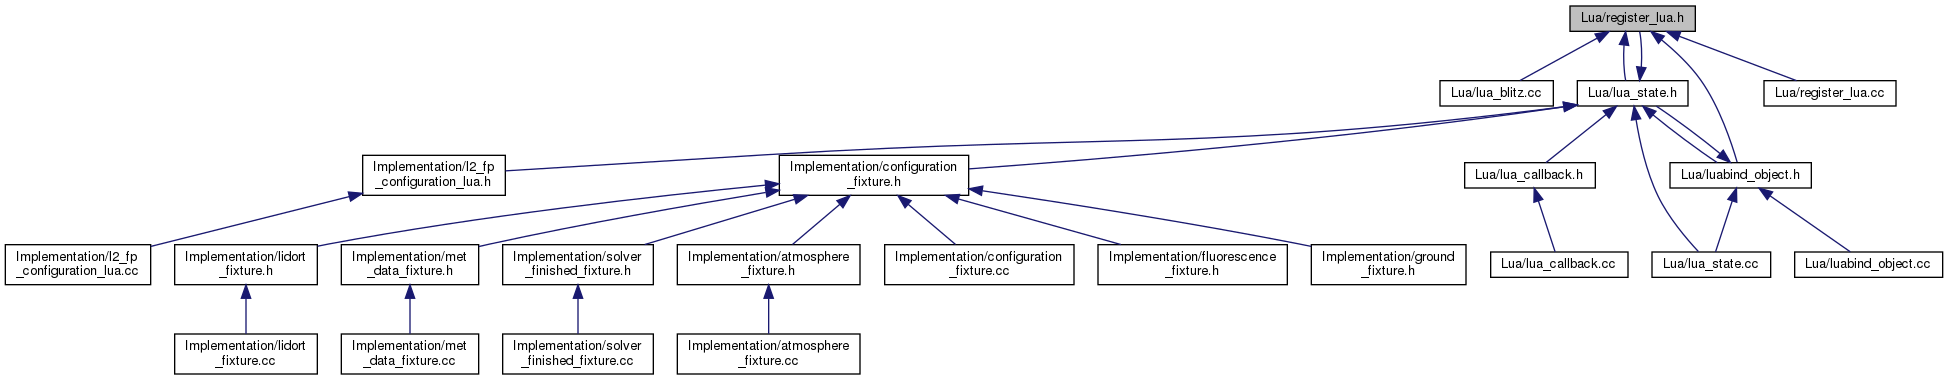 Lua/register_lua.h
Lua/lua_blitz.cc
Lua/lua_state.h
Lua/register_lua.cc
Implementation/l2_fp
_configuration_lua.h
Implementation/configuration
_fixture.h
Lua/lua_callback.h
Lua/luabind_object.h
Implementation/l2_fp
_configuration_lua.cc
Implementation/lidort
_fixture.h
Implementation/met
_data_fixture.h
Implementation/solver
_finished_fixture.h
Implementation/atmosphere
_fixture.h
Implementation/configuration
_fixture.cc
Implementation/fluorescence
_fixture.h
Implementation/ground
_fixture.h
Lua/lua_callback.cc
Lua/lua_state.cc
Lua/luabind_object.cc
Implementation/lidort
_fixture.cc
Implementation/met
_data_fixture.cc
Implementation/solver
_finished_fixture.cc
Implementation/atmosphere
_fixture.cc